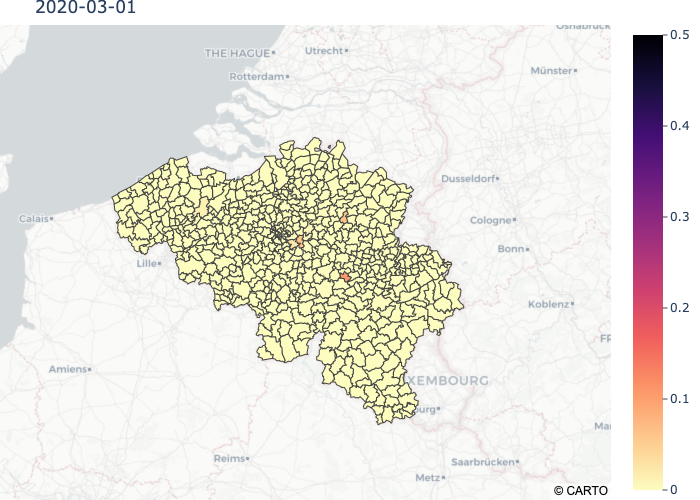 2020-03-01
Osnabrück
THE HAGUE
Utrecht
Rotterdam
Münster
Dusseldorf
Calais
Cologne
Bonn
Lille
Koblenz
FR
Amiens
XEMBOURG
burg
Ma
Reims
Saarbrücken
Metz
© CARTO
0.5
0.4
0.3
0.2
0.1
0